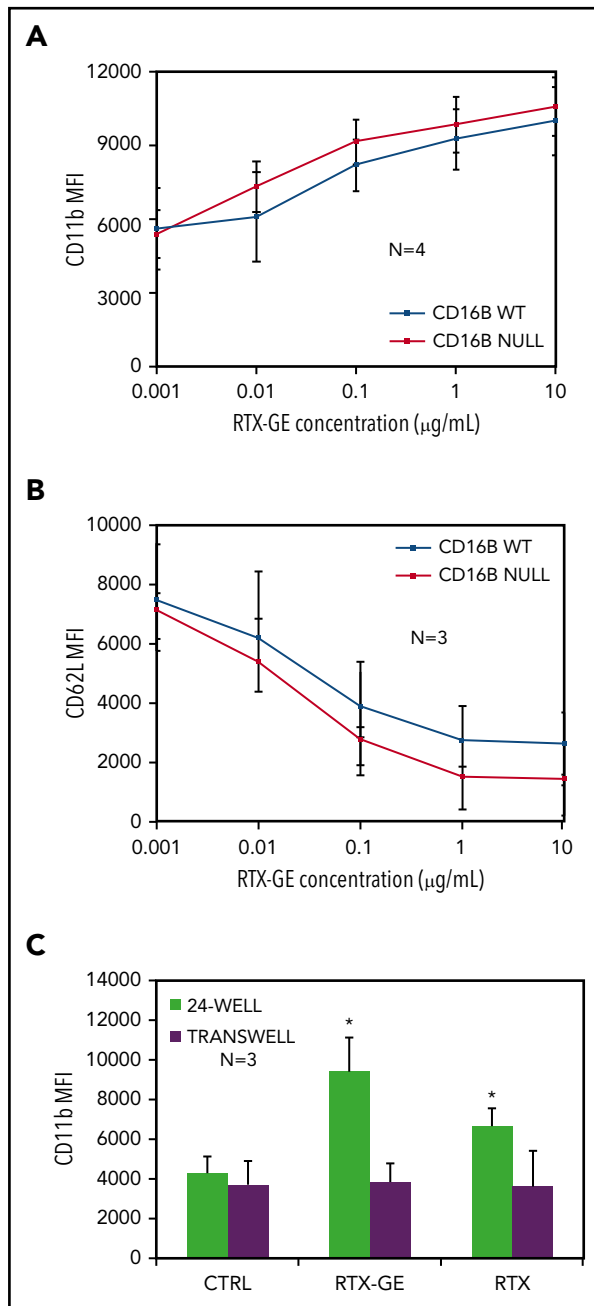 A
12000
9000
6000
3000
0
CD11b MFI
N=4
CD16B WT
CD16B NULL
0.001 0.01 0.1 1 10
RTX-GE concentration (μg/mL)
B
10000
8000
6000
4000
2000
0
CD62L MFI
CD16B WT
CD16B NULL
N=3
0.001 0.01 0.1 1 10
RTX-GE concentration (μg/mL)
C
14000
12000
10000
8000
6000
4000
2000
0
CD11b MFI
24-WELL
TRANSWELL
N=3
*
*
CTRL RTX-GE RTX